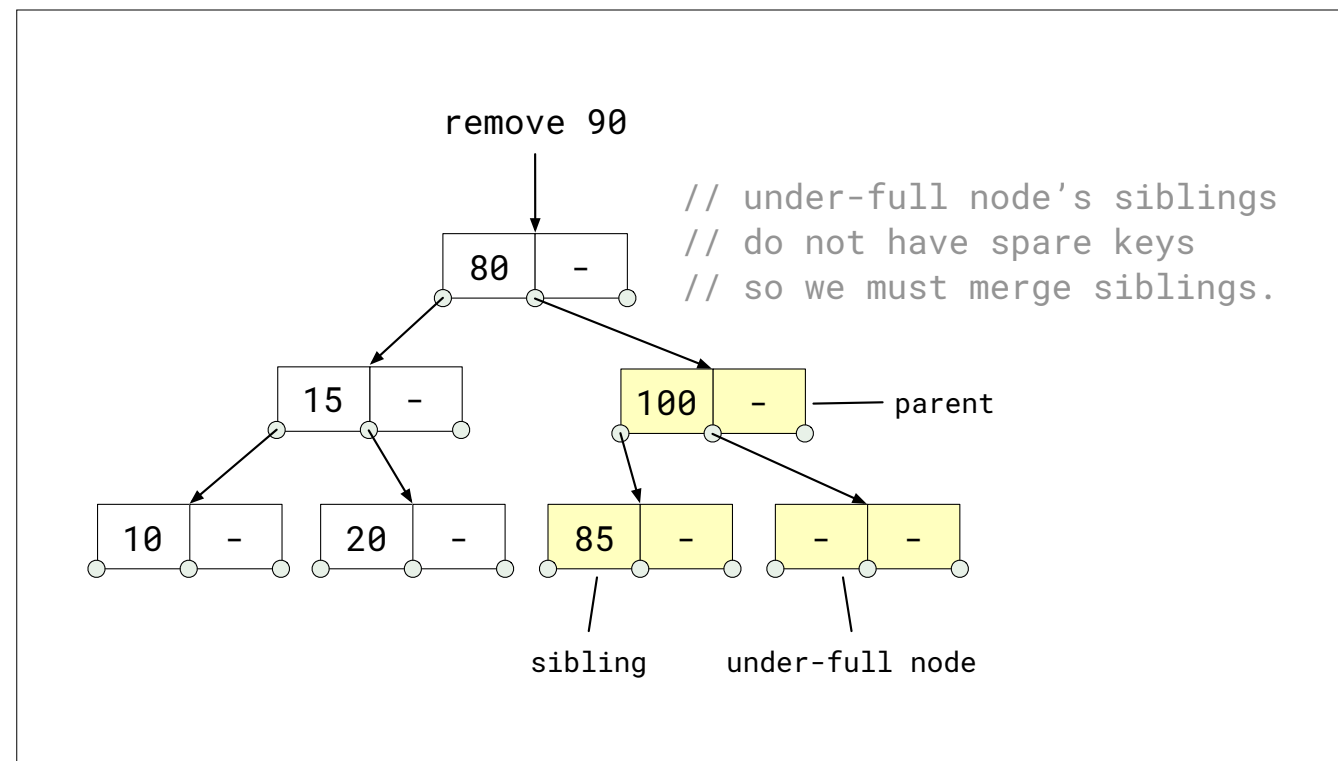 remove 90
// under-full node’s siblings
// do not have spare keys
// so we must merge siblings.
80 -
15 -
100 -
parent
10 -
20 -
85 -
- -
sibling
under-full node